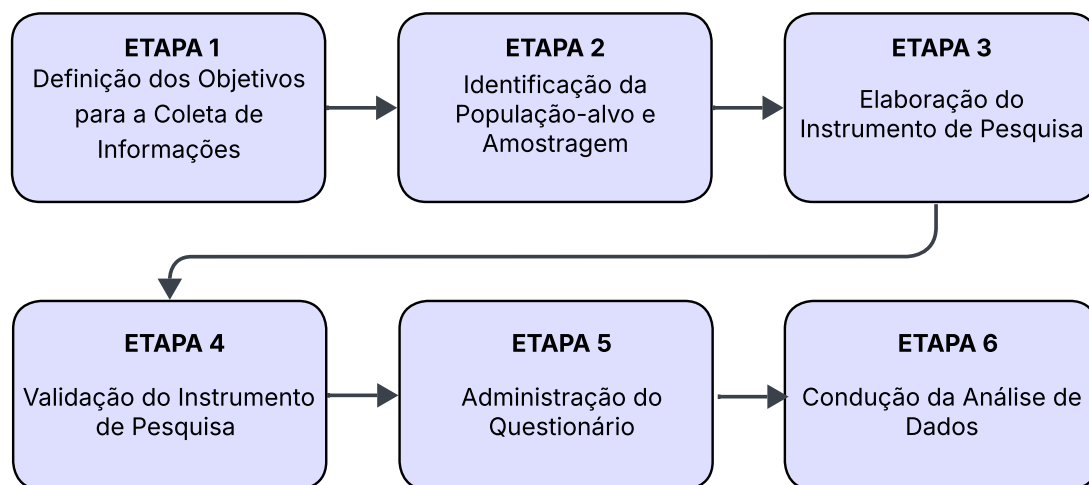 ETAPA 1
Definição dos Objetivos
para a Coleta de
Informações
ETAPA 2
Identificação da
População-alvo e
Amostragem
ETAPA 3
Elaboração do
Instrumento de Pesquisa
ETAPA 4
Validação do Instrumento
de Pesquisa
ETAPA 5
Administração do
Questionário
ETAPA 6
Condução da Análise de
Dados